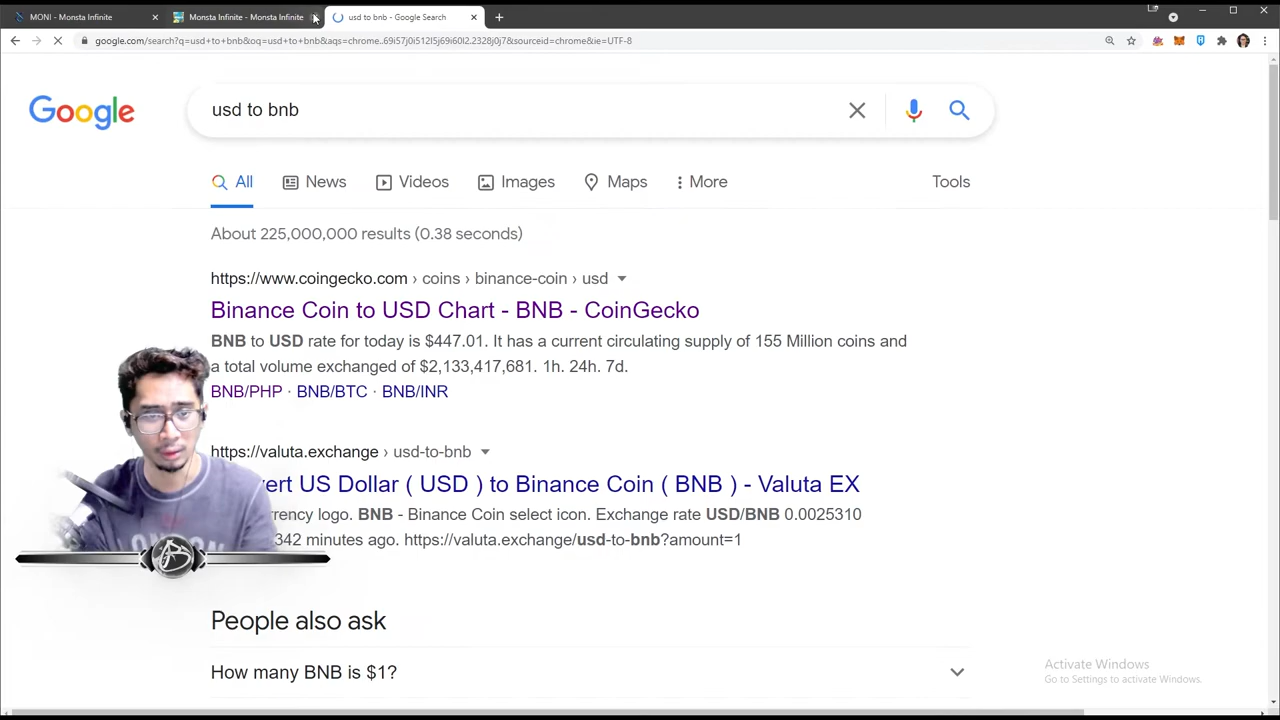 MONI - Monsta Infinite
Monsta Infinite - Monsta Infinite
usd to bnb - Google Search
google.com/search?q=usd+to+bnb&oq=usd+to+bnb&aqs=chrome..69i57j0i512l5j69i60l2.2328j0j7&sourceid=chrome&ie=UTF-8
Google
usd to bnb
All
News
Videos
Images
Maps
More
Tools
About 225,000,000 results (0.38 seconds)
https://www.coingecko.com › coins › binance-coin › usd
Binance Coin to USD Chart - BNB - CoinGecko
BNB to USD rate for today is $447.01. It has a current circulating supply of 155 Million coins and
a total volume exchanged of $2,133,417,681. 1h. 24h. 7d.
BNB/PHP · BNB/BTC · BNB/INR
https://valuta.exchange › usd-to-bnb
ert US Dollar ( USD ) to Binance Coin ( BNB ) - Valuta EX
rency logo. BNB - Binance Coin select icon. Exchange rate USD/BNB 0.0025310
342 minutes ago. https://valuta.exchange/usd-to-bnb?amount=1
People also ask
How many BNB is $1?
Activate Windows
Go to Settings to activate Windows.